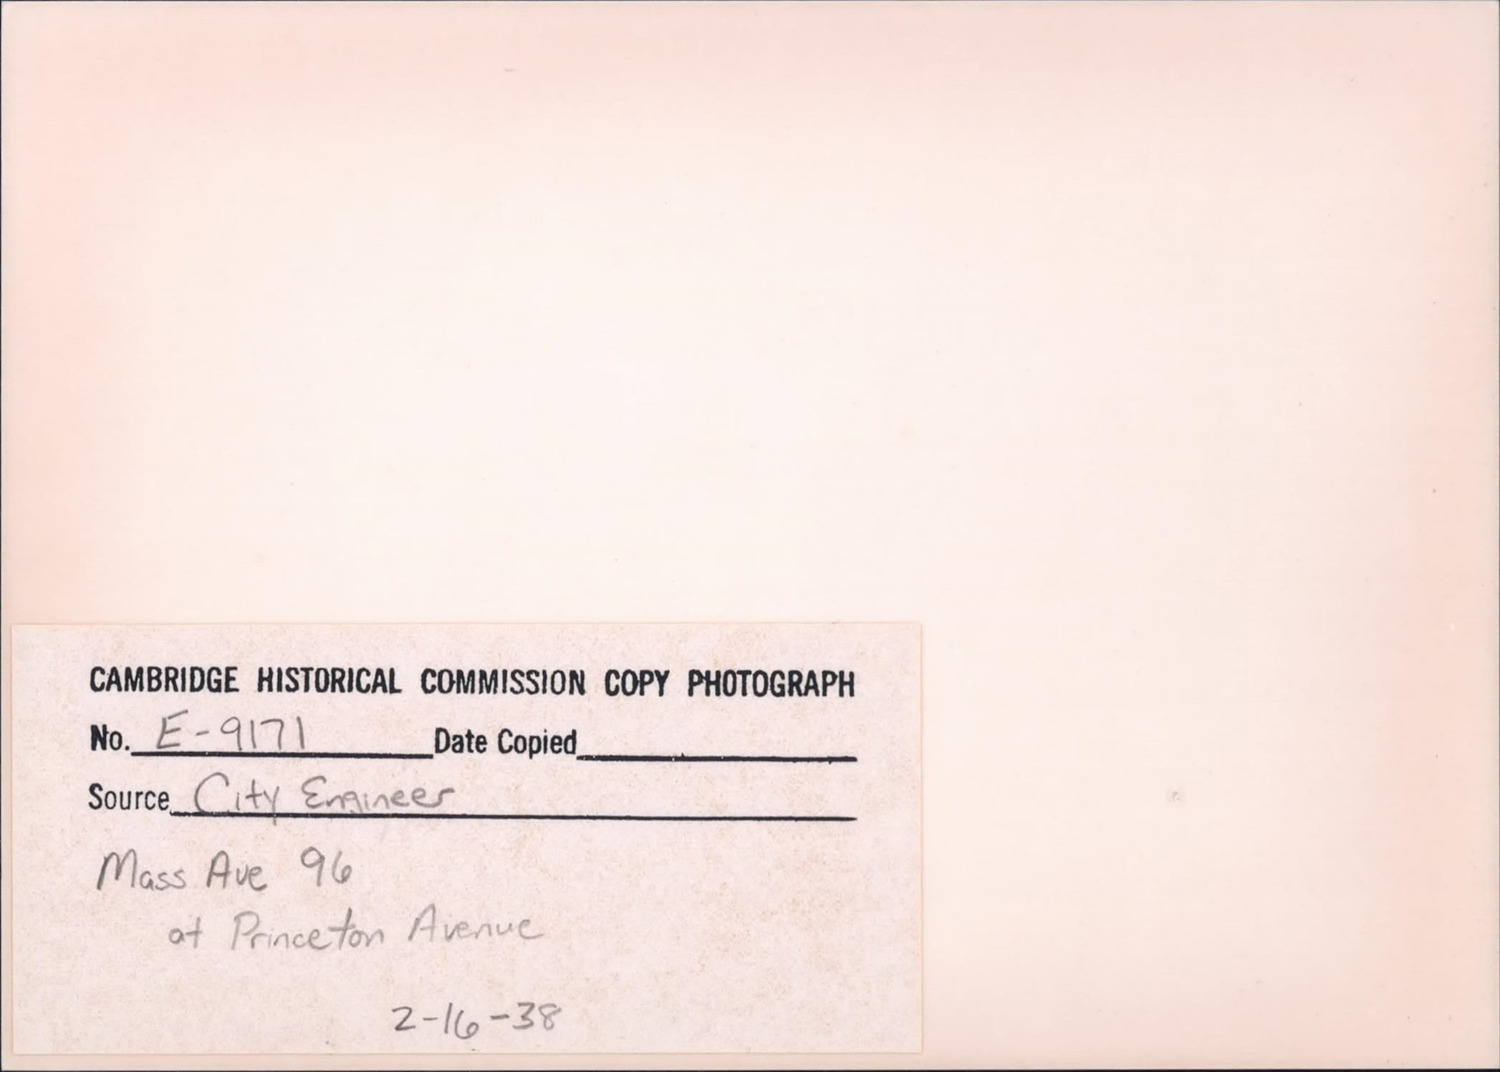 CAMBRIDGE HISTORICAL COMMISSION COPY PHOTOGRAPH
No. E-9171 Date Copied
Source City Engineer
Mass Ave 96
at Princeton Avenue
2-16-38